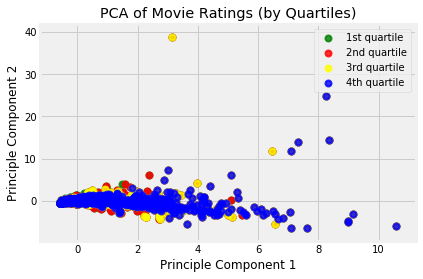 PCA of Movie Ratings (by Quartiles)
1st quartile
2nd quartile
3rd quartile
4th quartile
40
30
20
10
0
Principle Component 2
0
2
4
6
8
10
Principle Component 1